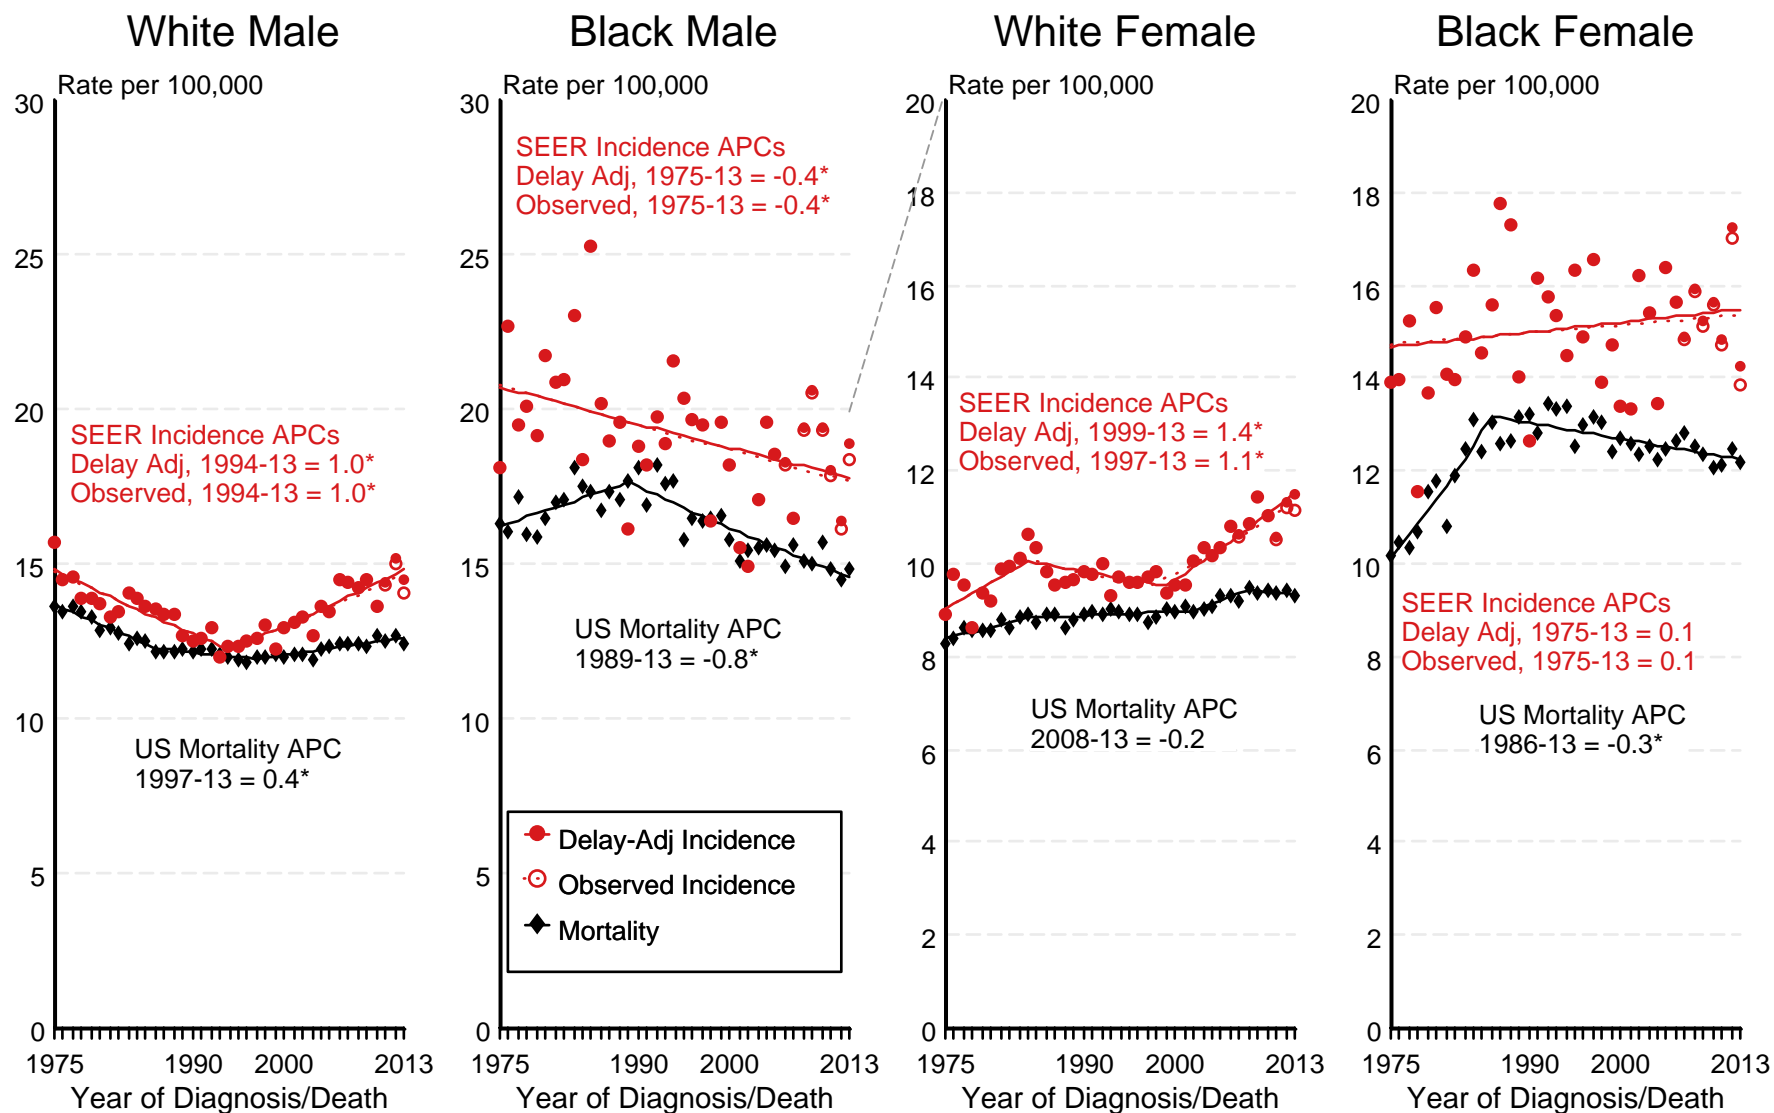 White Male
Rate per 100,000
30
25
20
15
10
5
0
SEER Incidence APCs
Delay Adj, 1994-13 = 1.0*
Observed, 1994-13 = 1.0*
US Mortality APC
1997-13 = 0.4*
1975 1990 2000 2013
Year of Diagnosis/Death
Black Male
Rate per 100,000
30
25
20
15
10
5
0
SEER Incidence APCs
Delay Adj, 1975-13 = -0.4*
Observed, 1975-13 = -0.4*
US Mortality APC
1989-13 = -0.8*
Delay-Adj Incidence
Observed Incidence
Mortality
1975 1990 2000 2013
Year of Diagnosis/Death
White Female
Rate per 100,000
20
18
16
14
12
10
8
6
4
2
0
SEER Incidence APCs
Delay Adj, 1999-13 = 1.4*
Observed, 1997-13 = 1.1*
US Mortality APC
2008-13 = -0.2
1975 1990 2000 2013
Year of Diagnosis/Death
Black Female
Rate per 100,000
20
18
16
14
12
10
8
6
4
2
0
SEER Incidence APCs
Delay Adj, 1975-13 = 0.1
Observed, 1975-13 = 0.1
US Mortality APC
1986-13 = -0.3*
1975 1990 2000 2013
Year of Diagnosis/Death